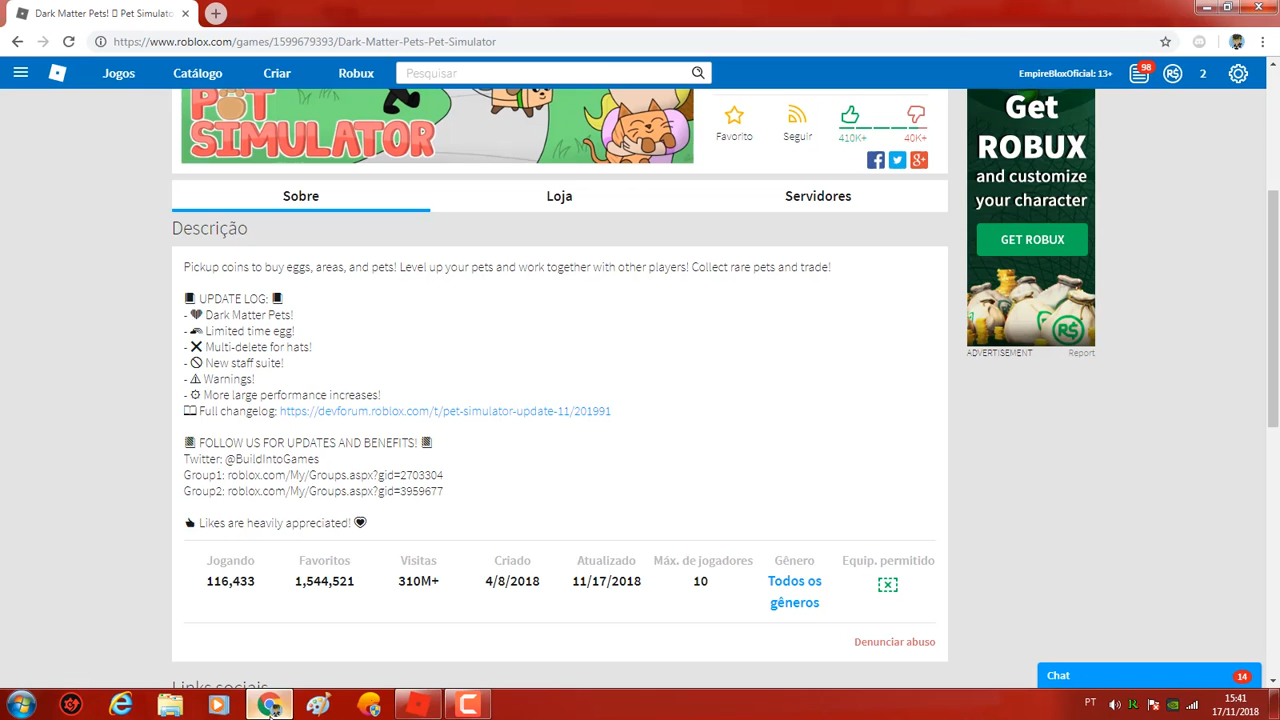 Dark Matter Pets! Pet Simulato
https://www.roblox.com/games/1599679393/Dark-Matter-Pets-Pet-Simulator
Jogos
Catálogo
Criar
Robux
Pesquisar
EmpireBloxOficial: 13+
98
2
PET SIMULATOR
Favorito
Seguir
410K+
40K+
Get
ROBUX
and customize
your character
GET ROBUX
ADVERTISEMENT
Report
Sobre
Loja
Servidores
Descrição
Pickup coins to buy eggs, areas, and pets! Level up your pets and work together with other players! Collect rare pets and trade!
UPDATE LOG:
- Dark Matter Pets!
- Limited time egg!
- Multi-delete for hats!
- New staff suite!
- Warnings!
- More large performance increases!
Full changelog: https://devforum.roblox.com/t/pet-simulator-update-11/201991
FOLLOW US FOR UPDATES AND BENEFITS!
Twitter: @BuildIntoGames
Group1: roblox.com/My/Groups.aspx?gid=2703304
Group2: roblox.com/My/Groups.aspx?gid=3959677
Likes are heavily appreciated!
Jogando Favoritos Visitas Criado Atualizado Máx. de jogadores Gênero Equip. permitido
116,433 1,544,521 310M+ 4/8/2018 11/17/2018 10 Todos os
gêneros
Denunciar abuso
Links sociais
Chat
14
PT
15:41
17/11/2018